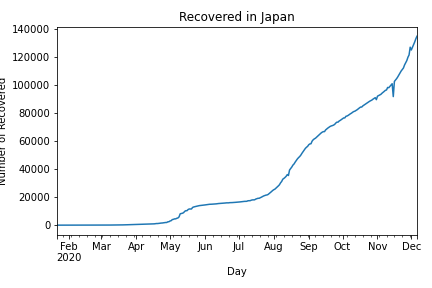 Recovered in Japan
Number of Recovered
140000
120000
100000
80000
60000
40000
20000
0
Feb Mar Apr May Jun Jul Aug Sep Oct Nov Dec
2020
Day